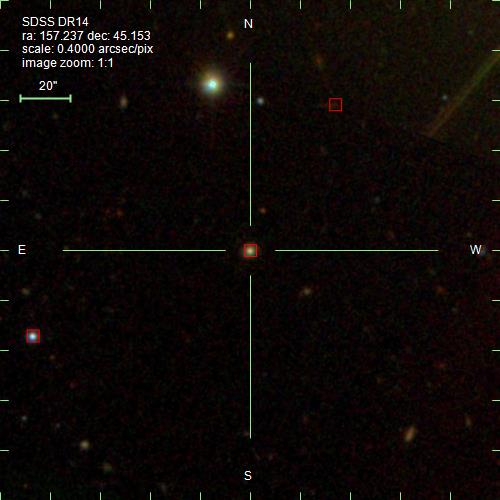 SDSS DR14
ra: 157.237 dec: 45.153
scale: 0.4000 arcsec/pix
image zoom: 1:1
20"
N
E
W
S